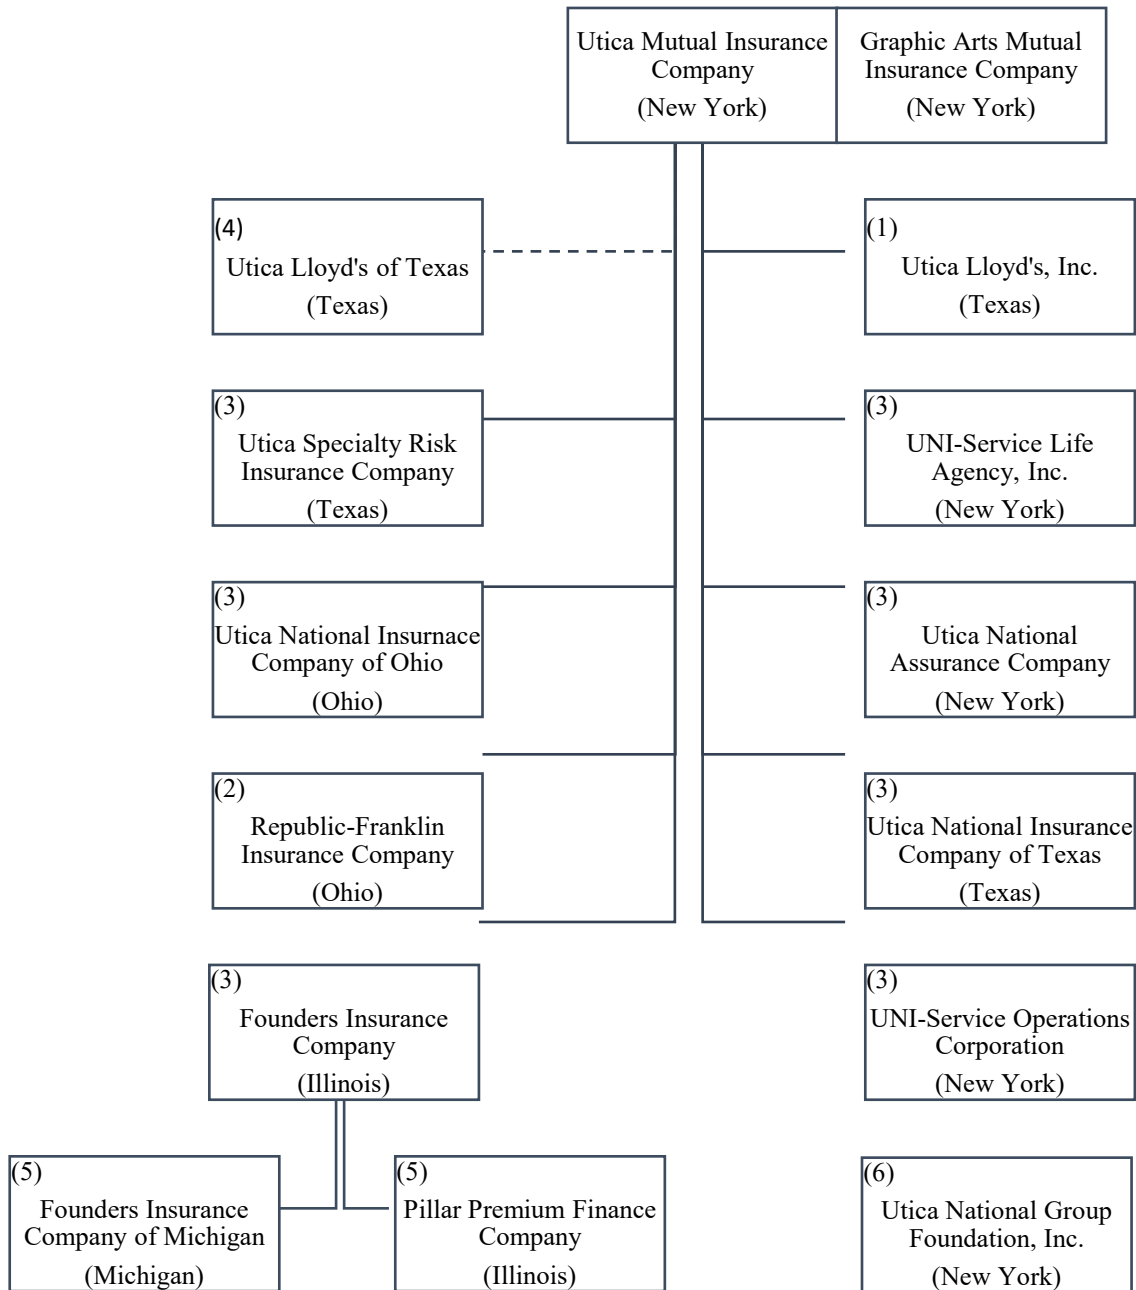 Utica Mutual Insurance
Company
(New York)
Graphic Arts Mutual
Insurance Company
(New York)
(4)
Utica Lloyd's of Texas
(Texas)
(1)
Utica Lloyd's, Inc.
(Texas)
(3)
Utica Specialty Risk
Insurance Company
(Texas)
(3)
UNI-Service Life
Agency, Inc.
(New York)
(3)
Utica National Insurnace
Company of Ohio
(Ohio)
(3)
Utica National
Assurance Company
(New York)
(2)
Republic-Franklin
Insurance Company
(Ohio)
(3)
Utica National Insurance
Company of Texas
(Texas)
(3)
Founders Insurance
Company
(Illinois)
(3)
UNI-Service Operations
Corporation
(New York)
(5)
Founders Insurance
Company of Michigan
(Michigan)
(5)
Pillar Premium Finance
Company
(Illinois)
(6)
Utica National Group
Foundation, Inc.
(New York)